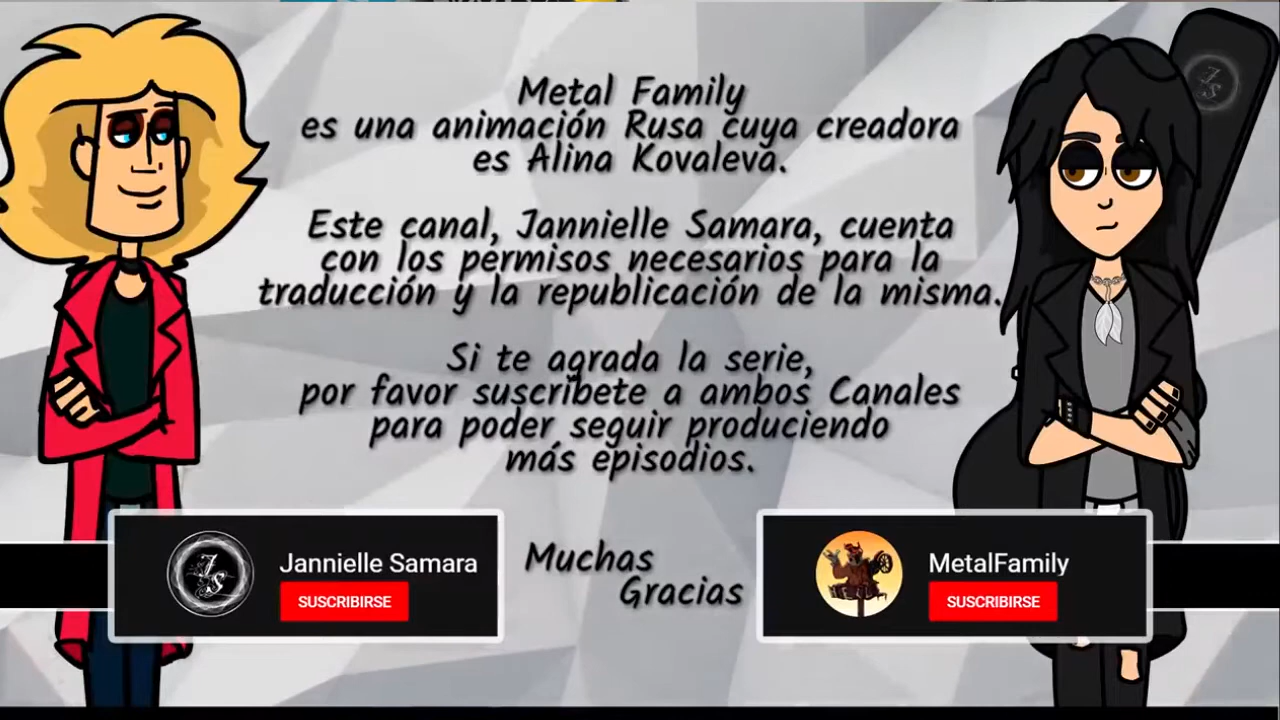 Metal Family
es una animación Rusa cuya creadora
es Alina Kovaleva.
Este canal, Jannielle Samara, cuenta
con los permisos necesarios para la
traducción y la republicación de la misma.
Si te agrada la serie,
por favor suscribete a ambos Canales
para poder seguir produciendo
más episodios.
Muchas
Gracias
Jannielle Samara
SUSCRIBIRSE
MetalFamily
SUSCRIBIRSE
JS
JS